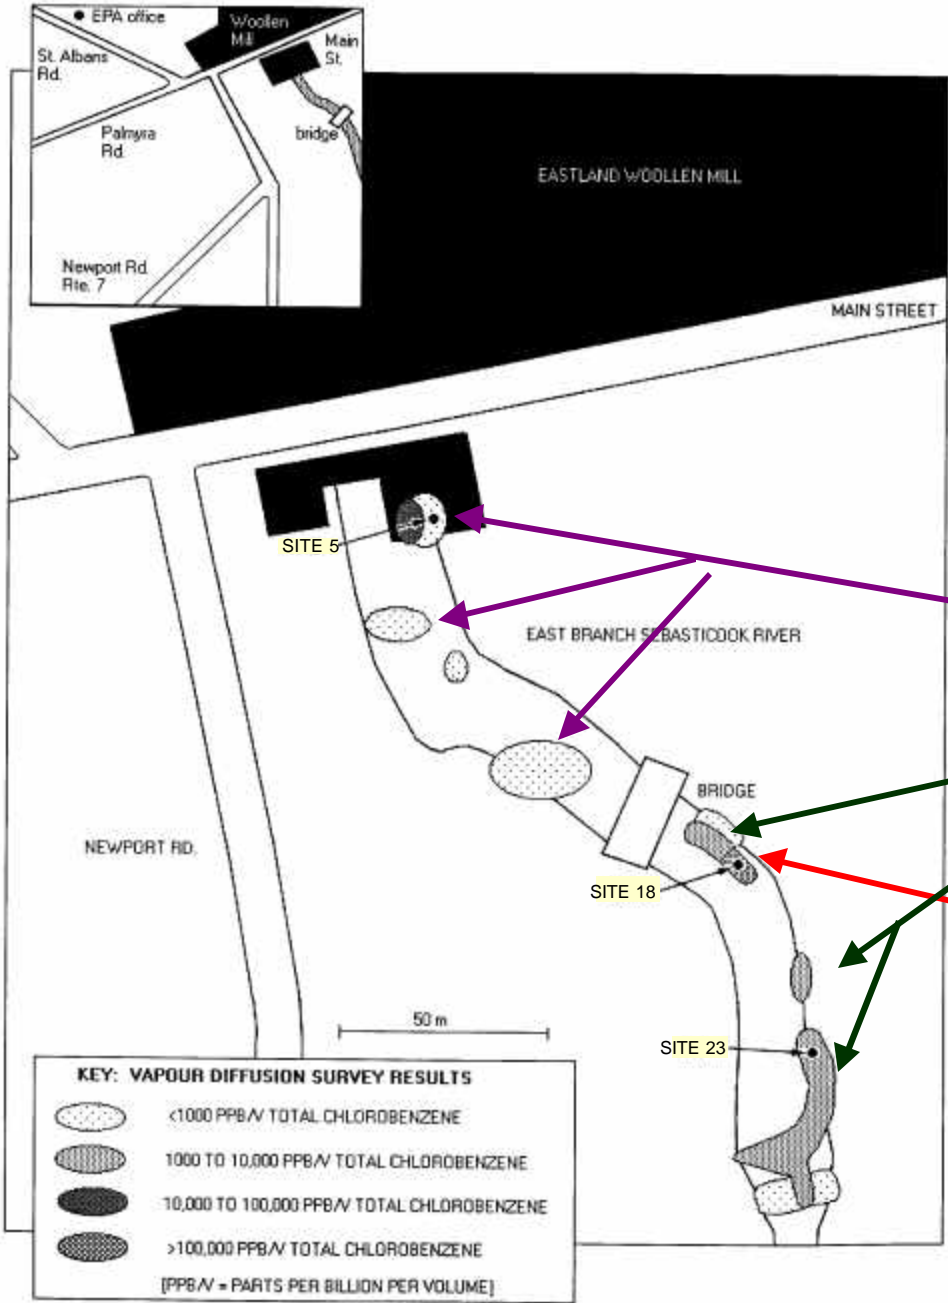 EPA office
Woollen
Mill
Main
St.
St. Albans
Rd.
Palmyra
Rd.
bridge
Newport Rd.
Rte. 7
EASTLAND WOOLLEN MILL
MAIN STREET
SITE 5
EAST BRANCH SEBASTICOOK RIVER
BRIDGE
NEWPORT RD.
SITE 18
50 m
SITE 23
KEY: VAPOUR DIFFUSION SURVEY RESULTS
<1000 PPB/V TOTAL CHLOROBENZENE
1000 TO 10,000 PPB/V TOTAL CHLOROBENZENE
10,000 TO 100,000 PPB/V TOTAL CHLOROBENZENE
>100,000 PPB/V TOTAL CHLOROBENZENE
[PPB/V = PARTS PER BILLION PER VOLUME]